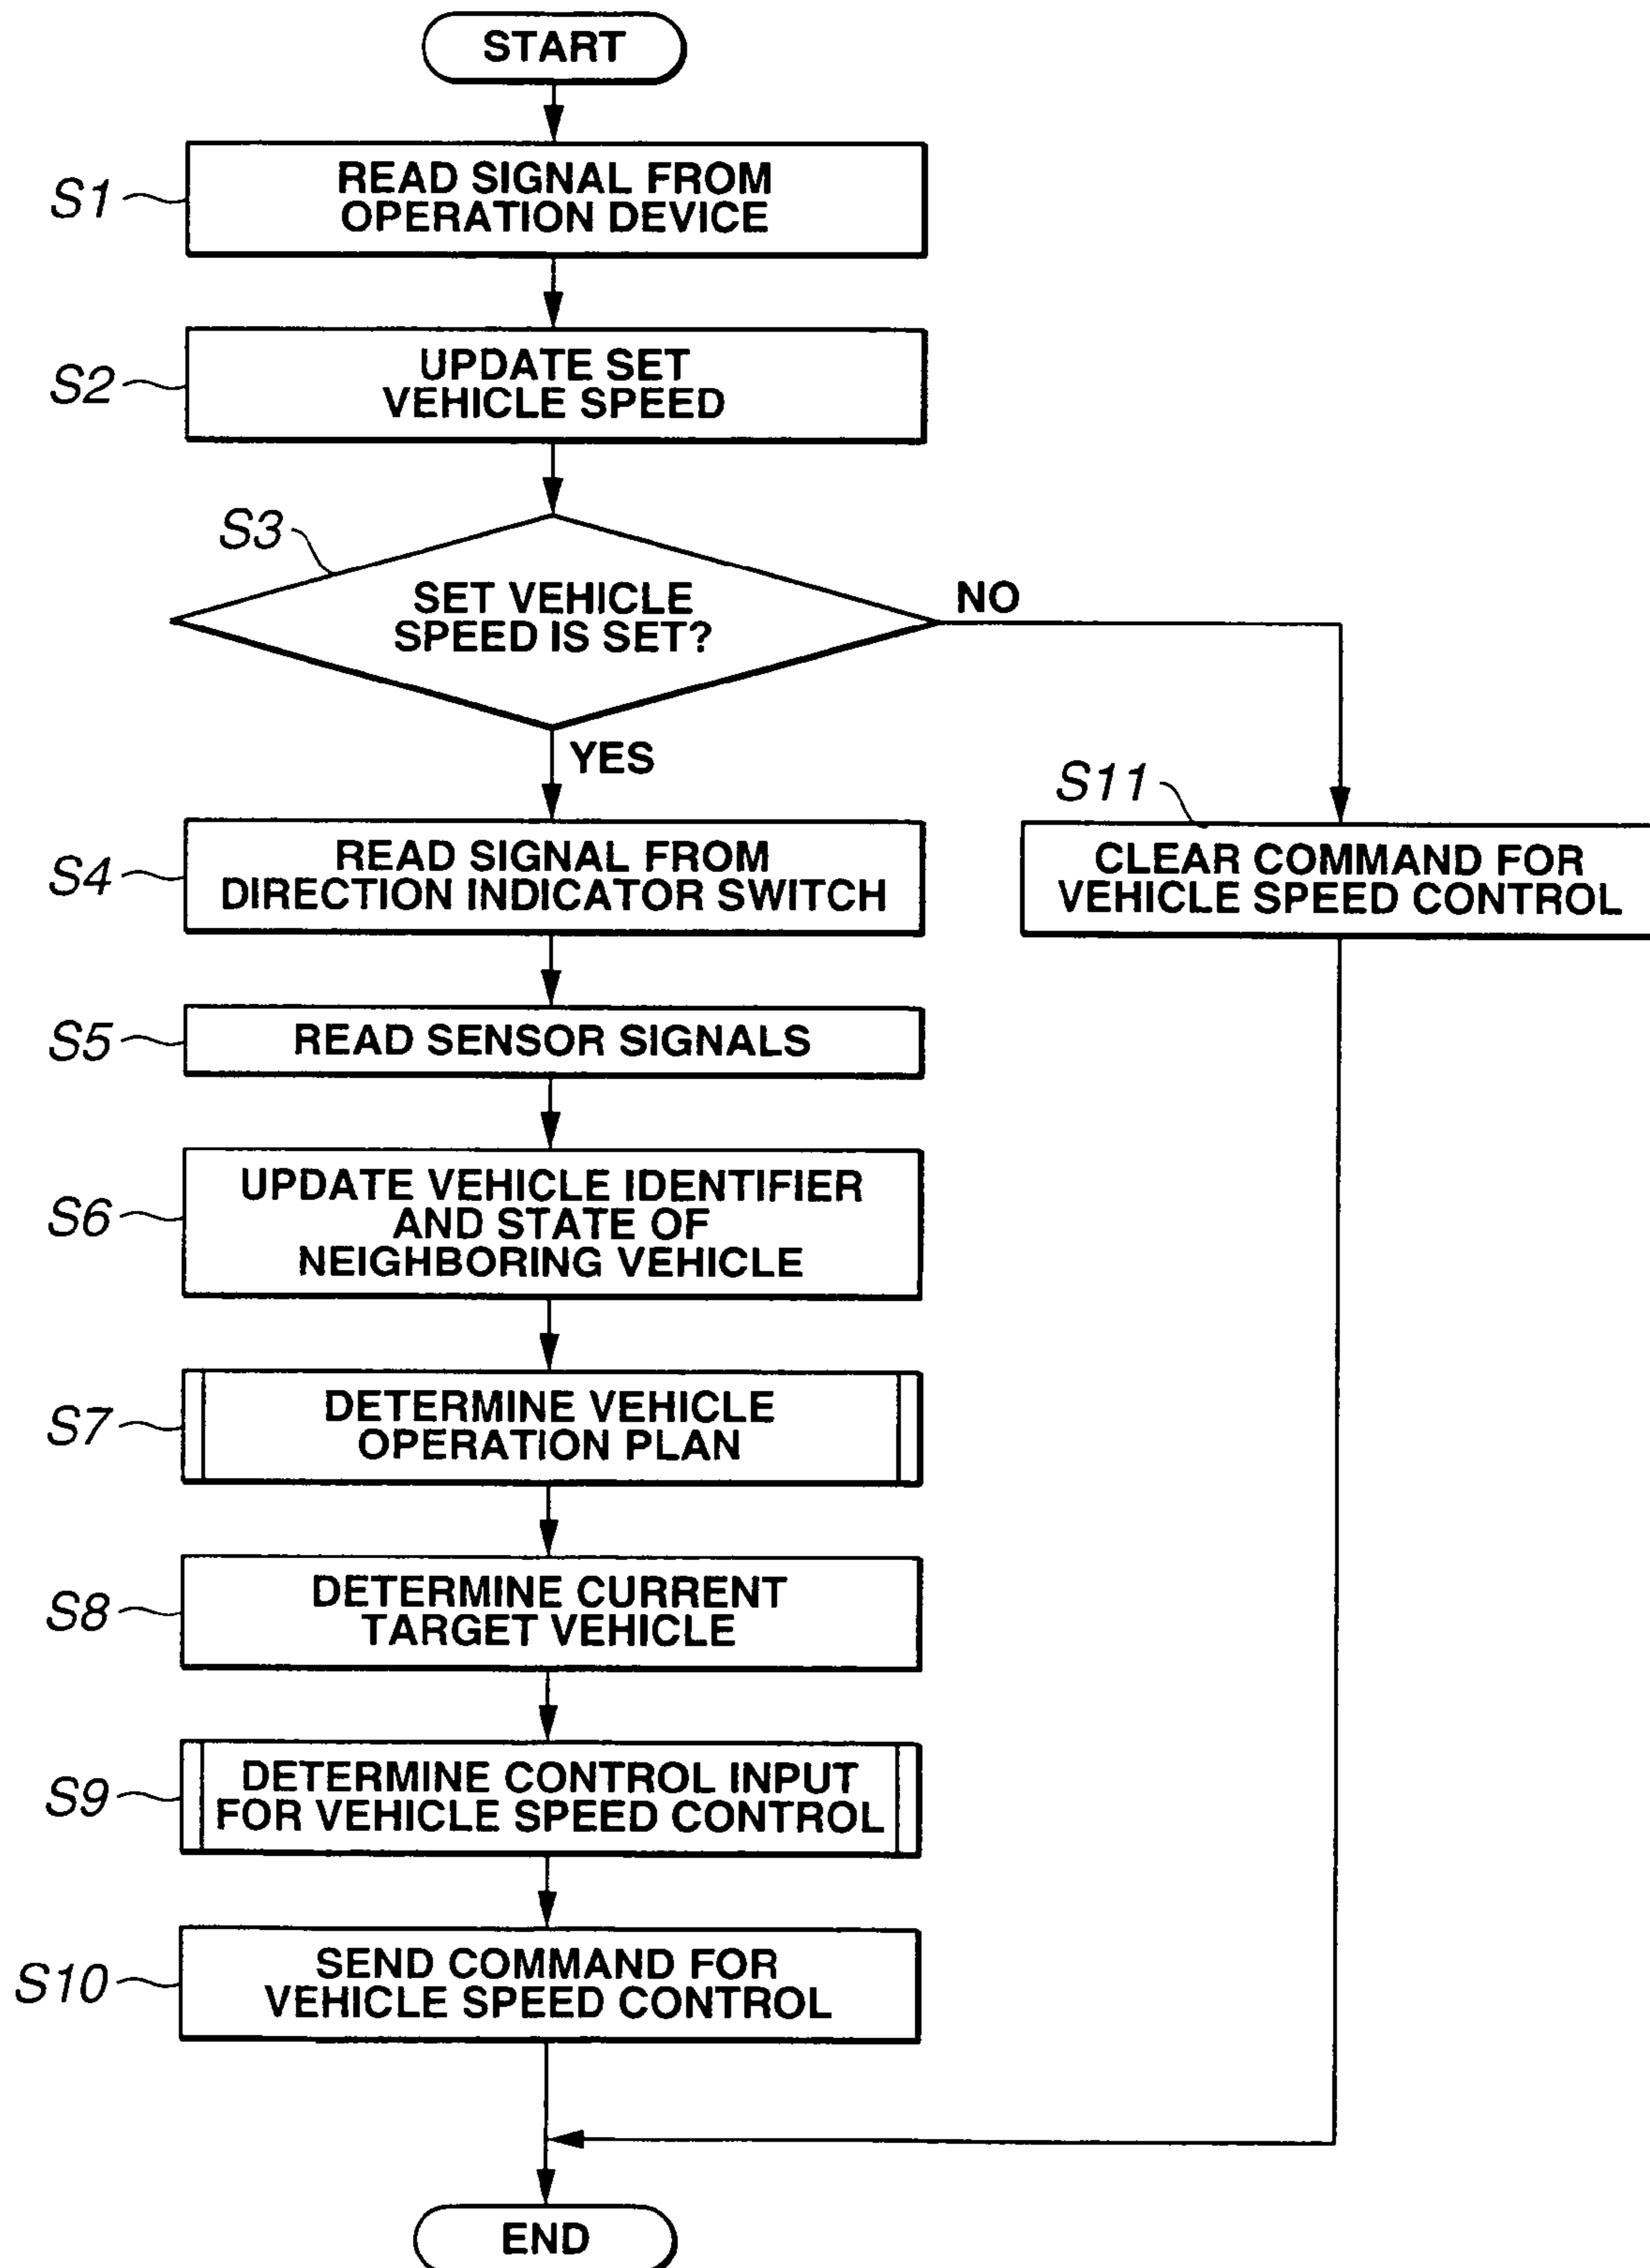 START
S1
READ SIGNAL FROM
OPERATION DEVICE
S2
UPDATE SET
VEHICLE SPEED
S3
SET VEHICLE
SPEED IS SET?
NO
YES
S4
READ SIGNAL FROM
DIRECTION INDICATOR SWITCH
S11
CLEAR COMMAND FOR
VEHICLE SPEED CONTROL
S5
READ SENSOR SIGNALS
S6
UPDATE VEHICLE IDENTIFIER
AND STATE OF
NEIGHBORING VEHICLE
S7
DETERMINE VEHICLE
OPERATION PLAN
S8
DETERMINE CURRENT
TARGET VEHICLE
S9
DETERMINE CONTROL INPUT
FOR VEHICLE SPEED CONTROL
S10
SEND COMMAND FOR
VEHICLE SPEED CONTROL
END